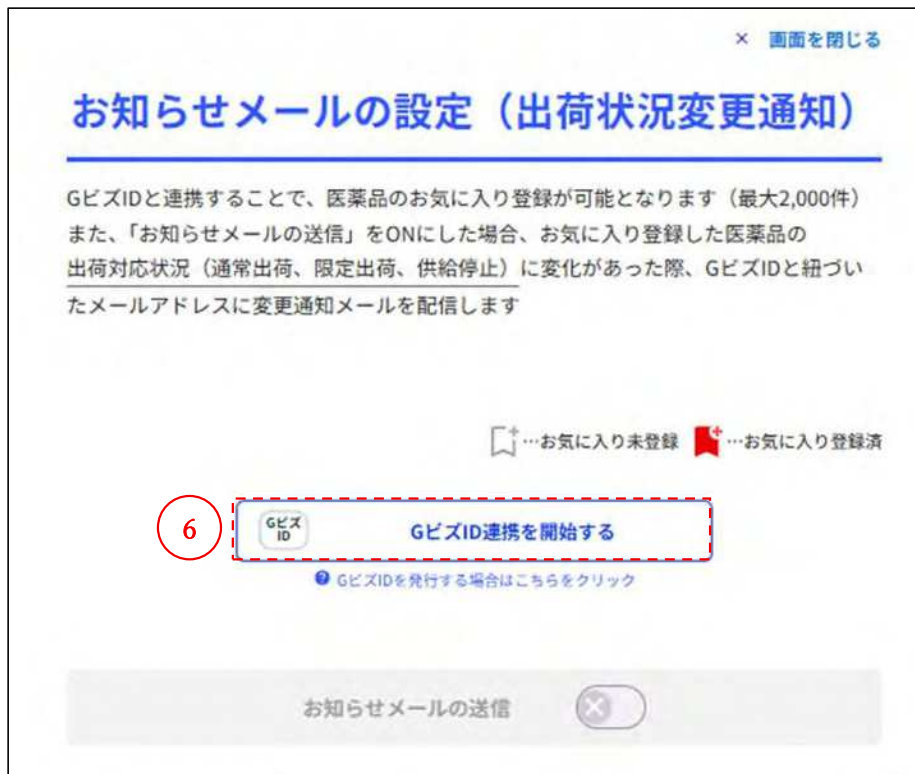 × 画面を閉じる
お知らせメールの設定（出荷状況変更通知）
GビズIDと連携することで、医薬品のお気に入り登録が可能となります（最大2,000件）
また、「お知らせメールの送信」をONにした場合、お気に入り登録した医薬品の
出荷対応状況（通常出荷、限定出荷、供給停止）に変化があった際、GビズIDと紐づい
たメールアドレスに変更通知メールを配信します
…お気に入り未登録 …お気に入り登録済
6 GビズID GビズID連携を開始する
? GビズIDを発行する場合はこちらをクリック
お知らせメールの送信